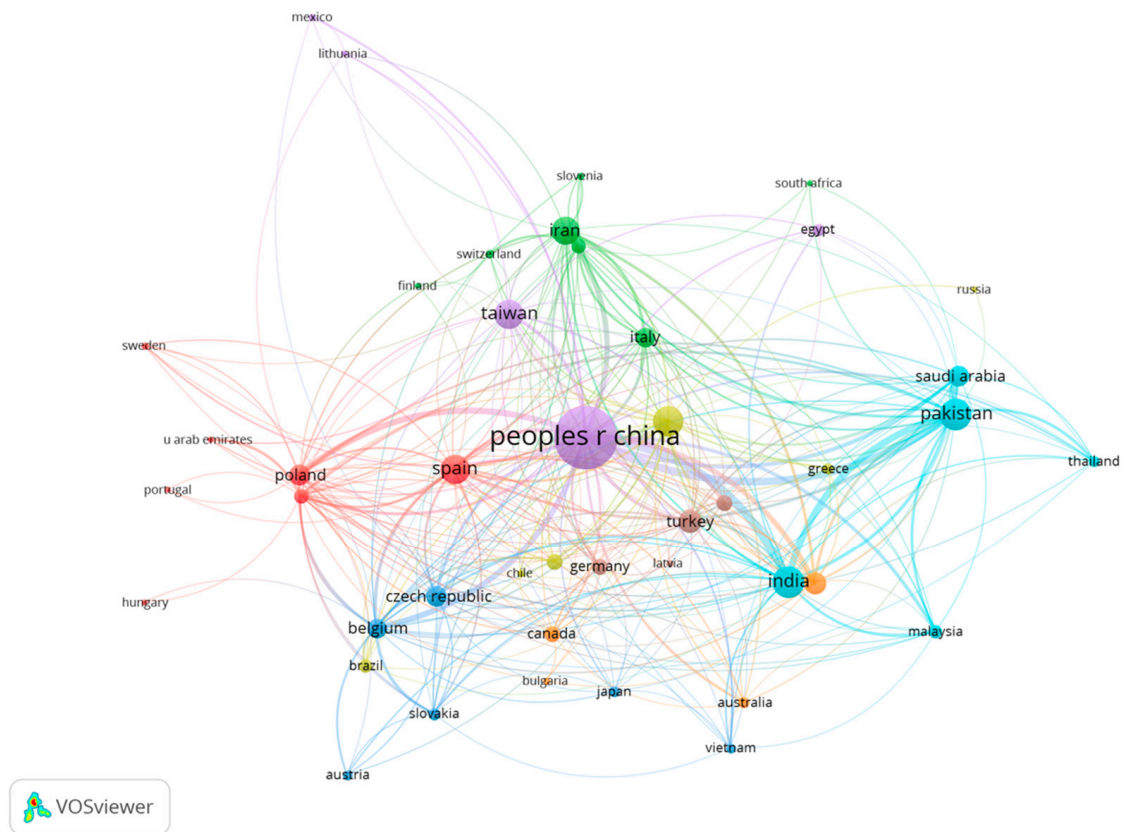 mexico
lithuania
slovenia
south africa
iran
egypt
switzerland
finland
russia
taiwan
italy
sweden
saudi arabia
pakistan
peoples r china
u arab emirates
thailand
spain
greece
poland
portugal
turkey
latvia
germany
chile
india
czech republic
hungary
belgium
canada
malaysia
brazil
bulgaria
japan
australia
slovakia
vietnam
austria
VOSviewer